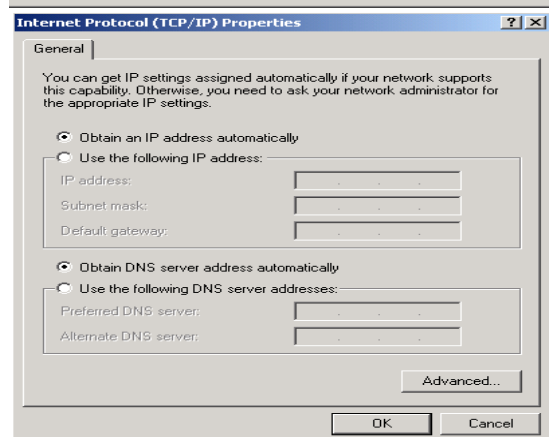 Internet Protocol (TCP/IP) Properties
General
You can get IP settings assigned automatically if your network supports
this capability. Otherwise, you need to ask your network administrator for
the appropriate IP settings.
Obtain an IP address automatically
Use the following IP address:
IP address:
Subnet mask:
Default gateway:
Obtain DNS server address automatically
Use the following DNS server addresses:
Preferred DNS server:
Alternate DNS server:
Advanced...
OK Cancel